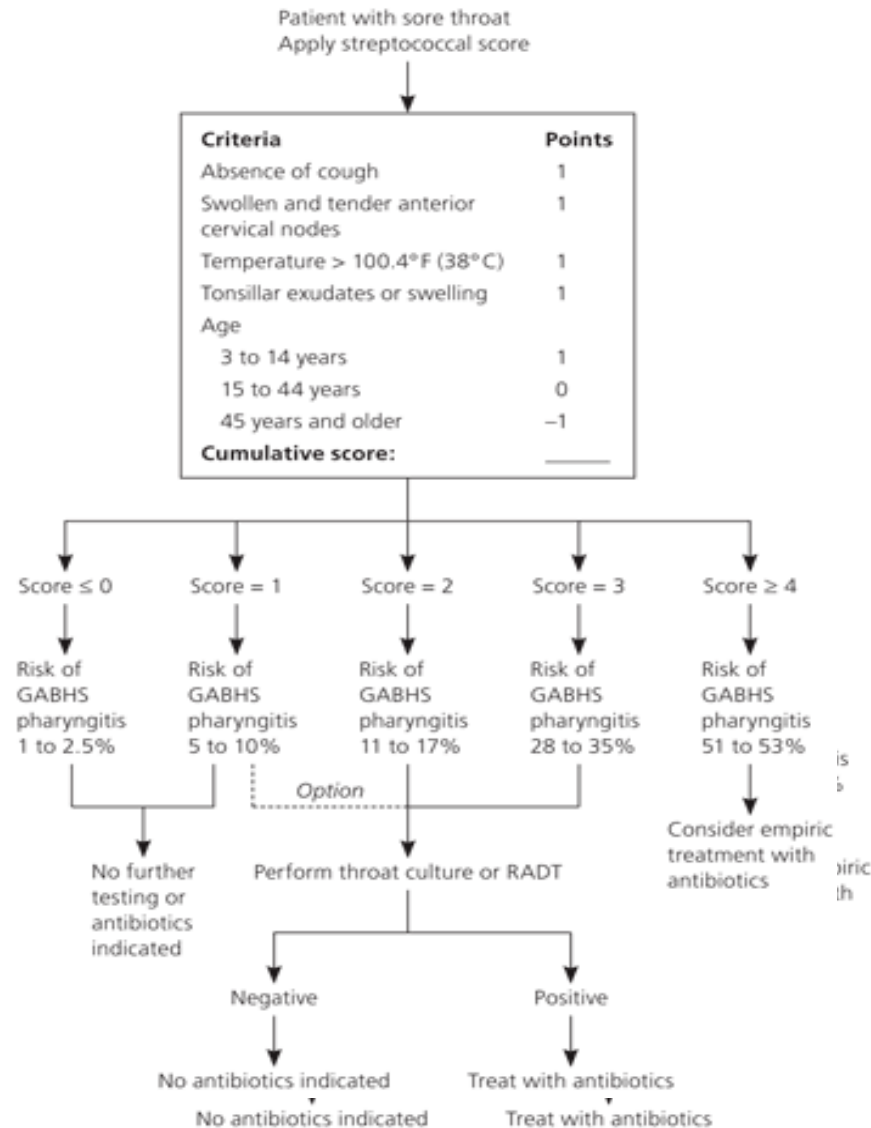 Patient with sore throat
Apply streptococcal score
Criteria Points
Absence of cough 1
Swollen and tender anterior 1
cervical nodes
Temperature > 100.4°F (38°C) 1
Tonsillar exudates or swelling 1
Age
3 to 14 years 1
15 to 44 years 0
45 years and older –1
Cumulative score: ______
Score ≤ 0
Score = 1
Score = 2
Score = 3
Score ≥ 4
Risk of
GABHS
pharyngitis
1 to 2.5%
Risk of
GABHS
pharyngitis
5 to 10%
Risk of
GABHS
pharyngitis
11 to 17%
Risk of
GABHS
pharyngitis
28 to 35%
Risk of
GABHS
pharyngitis
51 to 53%
is
Option
No further
testing or
antibiotics
indicated
Perform throat culture or RADT
Consider empiric
treatment with
antibiotics
piric
th
Negative
Positive
No antibiotics indicated
Treat with antibiotics
No antibiotics indicated
Treat with antibiotics